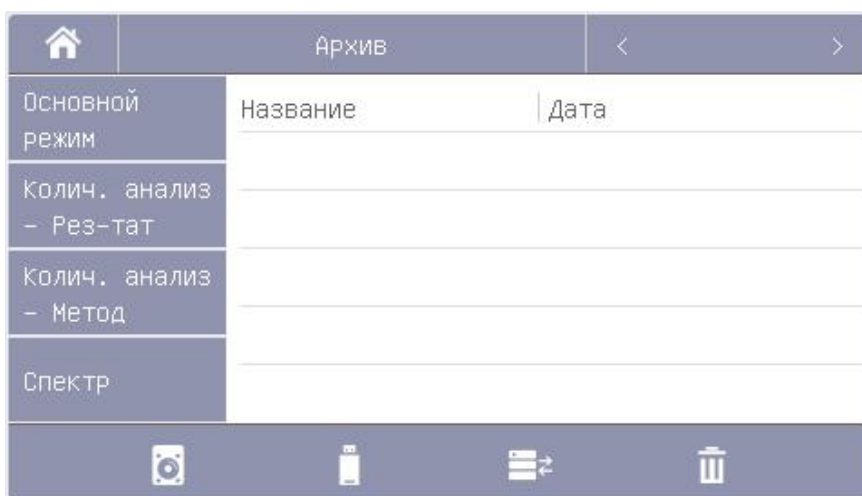 Архив
< >
Основной
режим
Название Дата
Колич. анализ
- Рез-тат
Колич. анализ
- Метод
Спектр